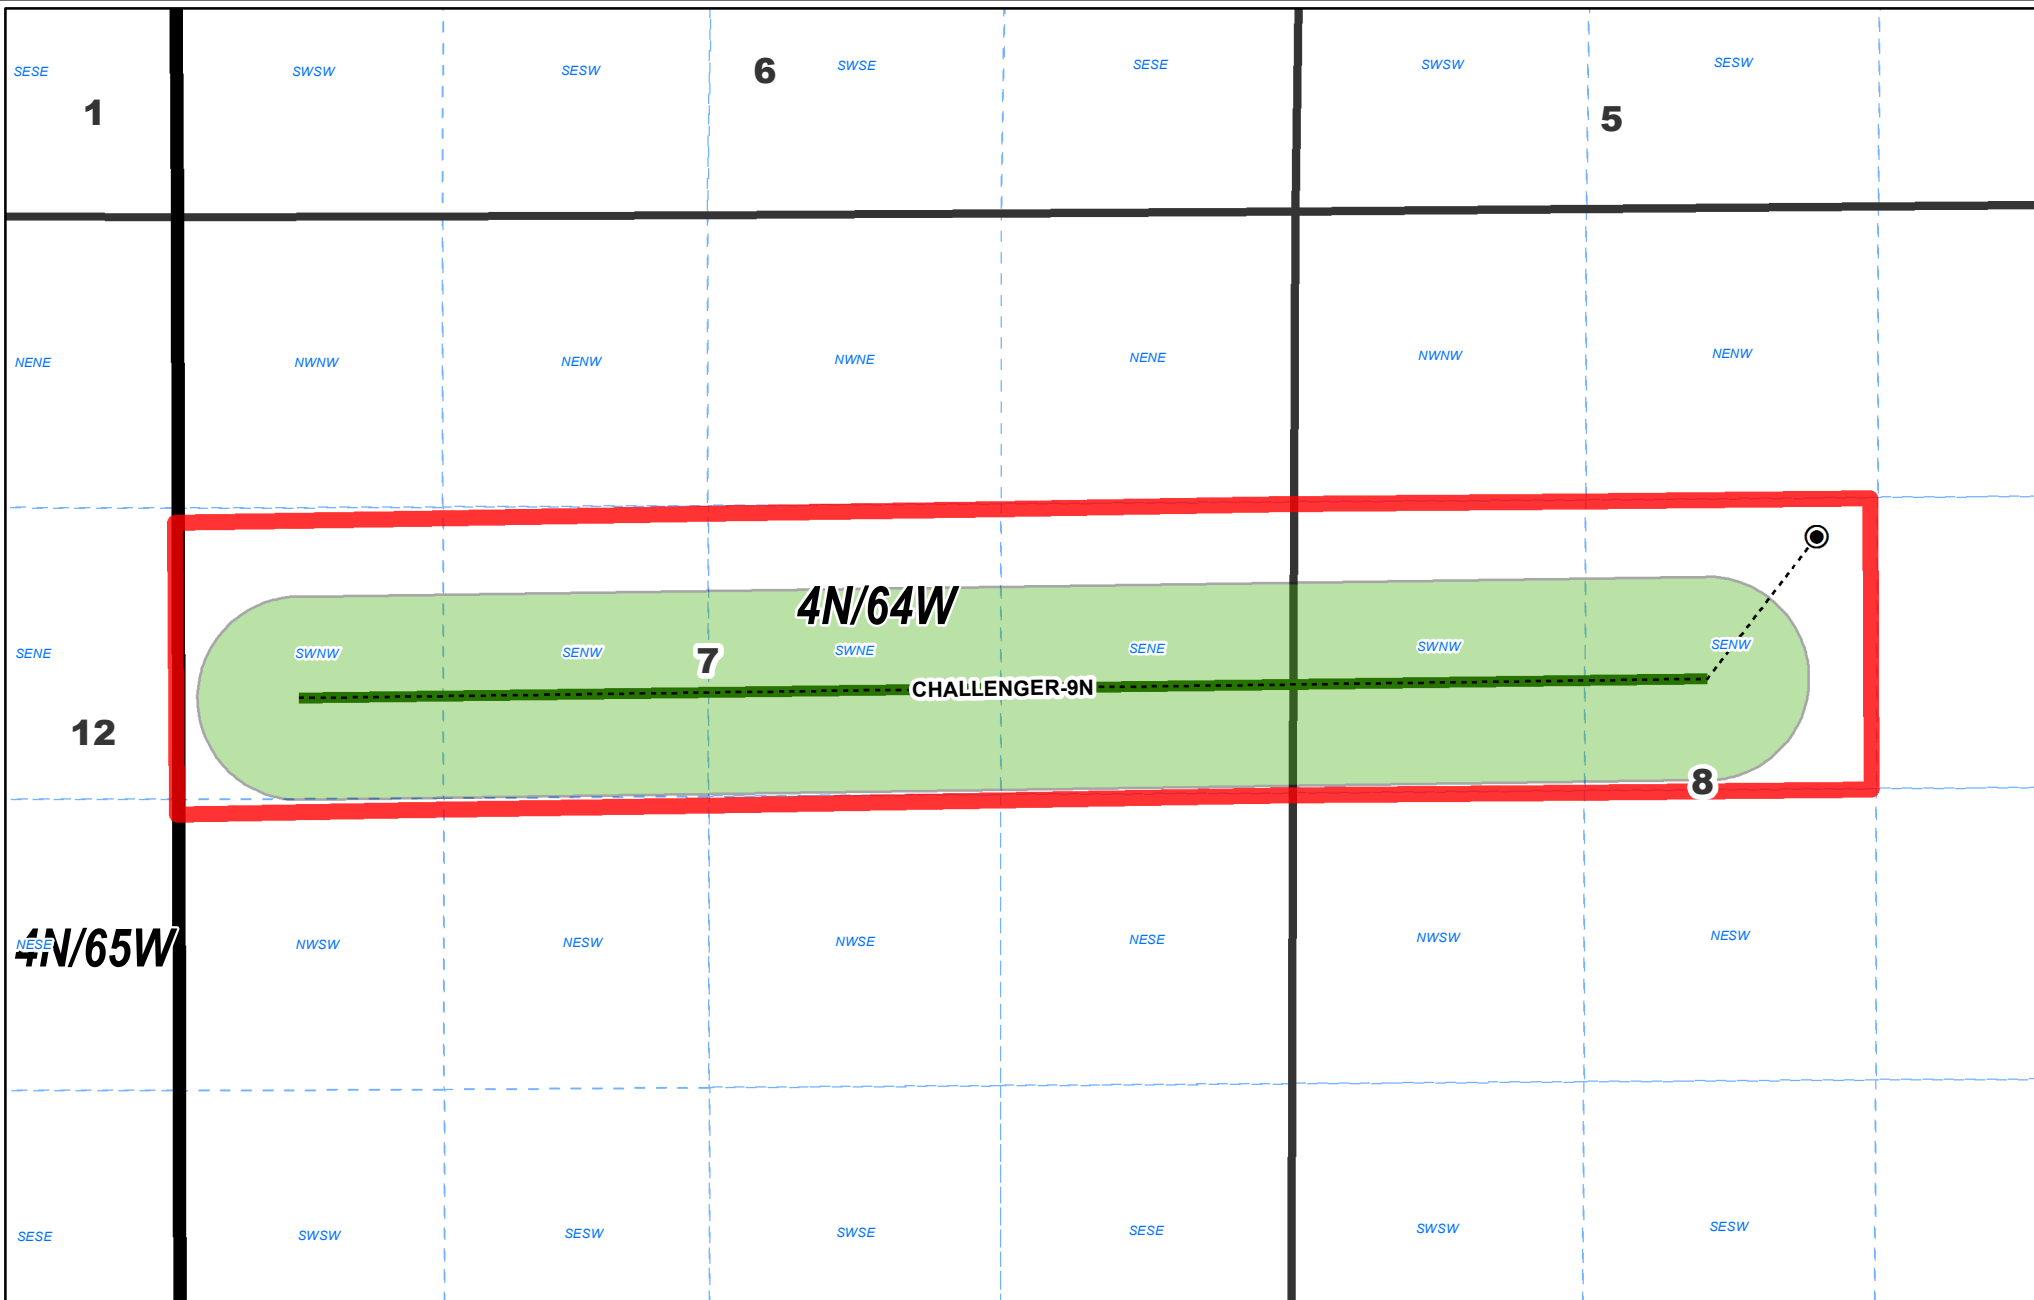 SESE SWSW SESW 6 SWSE SESE SWSW SESW
1 5
NENE NWNW NENW NWNE NENE NWNW NENW
4N/64W
SENE SWNW SENW 7 SWNE SENE SWNW SENW
CHALLENGER-9N
12 8
4N/65W
NESE NWSW NESW NWSE NESE NWSW NESW
SESE SWSW SESW SWSE SESE SWSW SESW